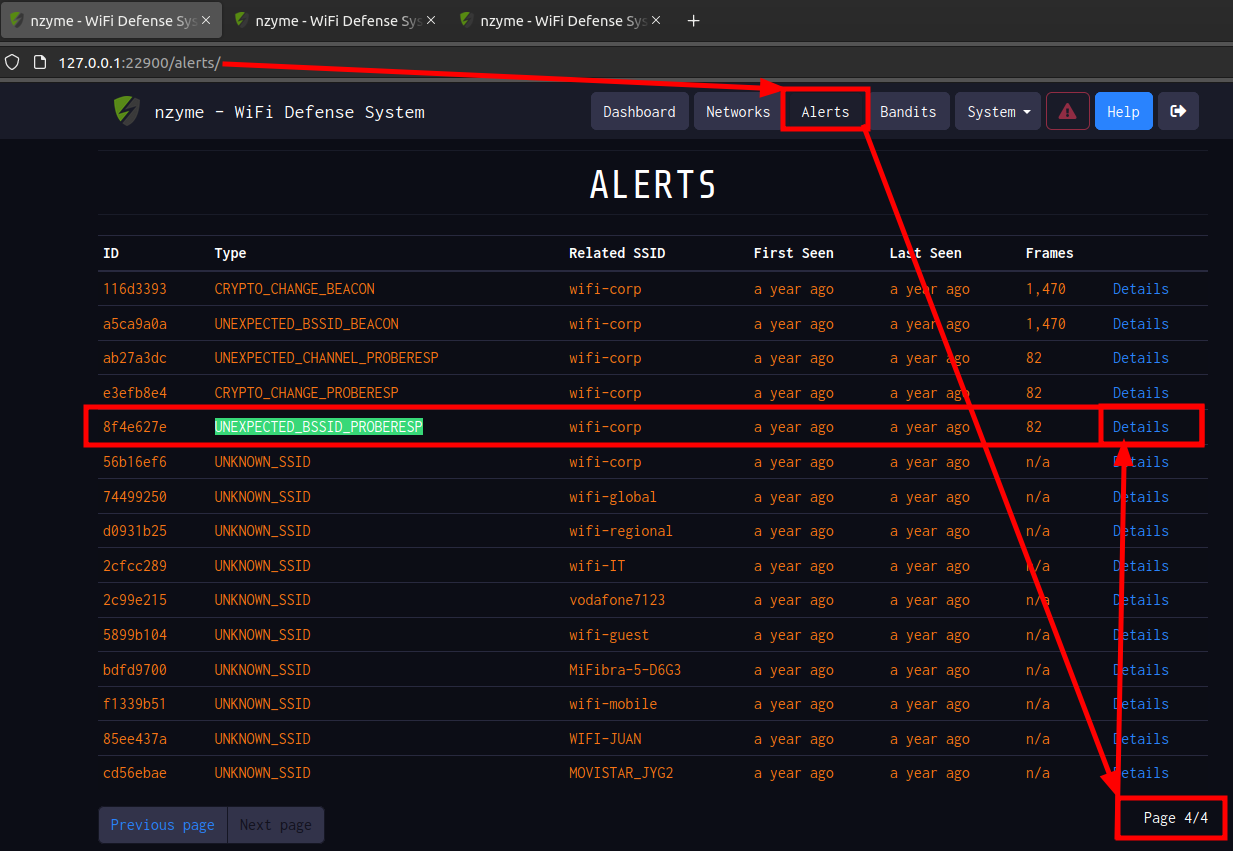 nzyme - WiFi Defense Sys × nzyme - WiFi Defense Sys × nzyme - WiFi Defense Sys × +
127.0.0.1:22900/alerts/
nzyme - WiFi Defense System Dashboard Networks Alerts Bandits System Help
ALERTS
ID Type Related SSID First Seen Last Seen Frames
116d3393 CRYPTO_CHANGE_BEACON wifi-corp a year ago a year ago 1,470 Details
a5ca9a0a UNEXPECTED_BSSID_BEACON wifi-corp a year ago a year ago 1,470 Details
ab27a3dc UNEXPECTED_CHANNEL_PROBERESP wifi-corp a year ago a year ago 82 Details
e3efb8e4 CRYPTO_CHANGE_PROBERESP wifi-corp a year ago a year ago 82 Details
8f4e627e UNEXPECTED_BSSID_PROBERESP wifi-corp a year ago a year ago 82 Details
56b16ef6 UNKNOWN_SSID wifi-corp a year ago a year ago n/a Details
74499250 UNKNOWN_SSID wifi-global a year ago a year ago n/a Details
d0931b25 UNKNOWN_SSID wifi-regional a year ago a year ago n/a Details
2cfcc289 UNKNOWN_SSID wifi-IT a year ago a year ago n/a Details
2c99e215 UNKNOWN_SSID vodafone7123 a year ago a year ago n/a Details
5899b104 UNKNOWN_SSID wifi-guest a year ago a year ago n/a Details
bdfd9700 UNKNOWN_SSID MiFibra-5-D6G3 a year ago a year ago n/a Details
f1339b51 UNKNOWN_SSID wifi-mobile a year ago a year ago n/a Details
85ee437a UNKNOWN_SSID WIFI-JUAN a year ago a year ago n/a Details
cd56ebae UNKNOWN_SSID MOVISTAR_JYG2 a year ago a year ago n/a Details
Previous page Next page Page 4/4